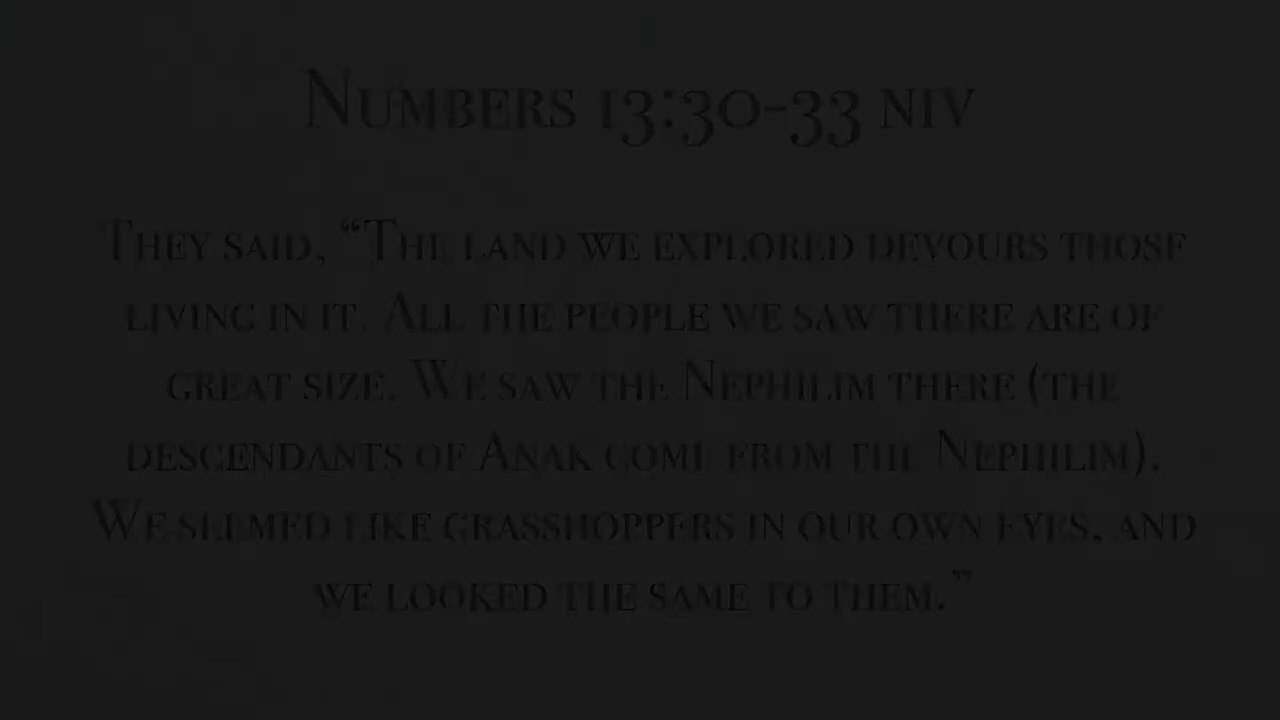 Numbers 13:30-33 NIV
They said, “The land we explored devours those
living in it. All the people we saw there are of
great size. We saw the Nephilim there (the
descendants of Anak come from the Nephilim).
We seemed like grasshoppers in our own eyes, and
we looked the same to them.”